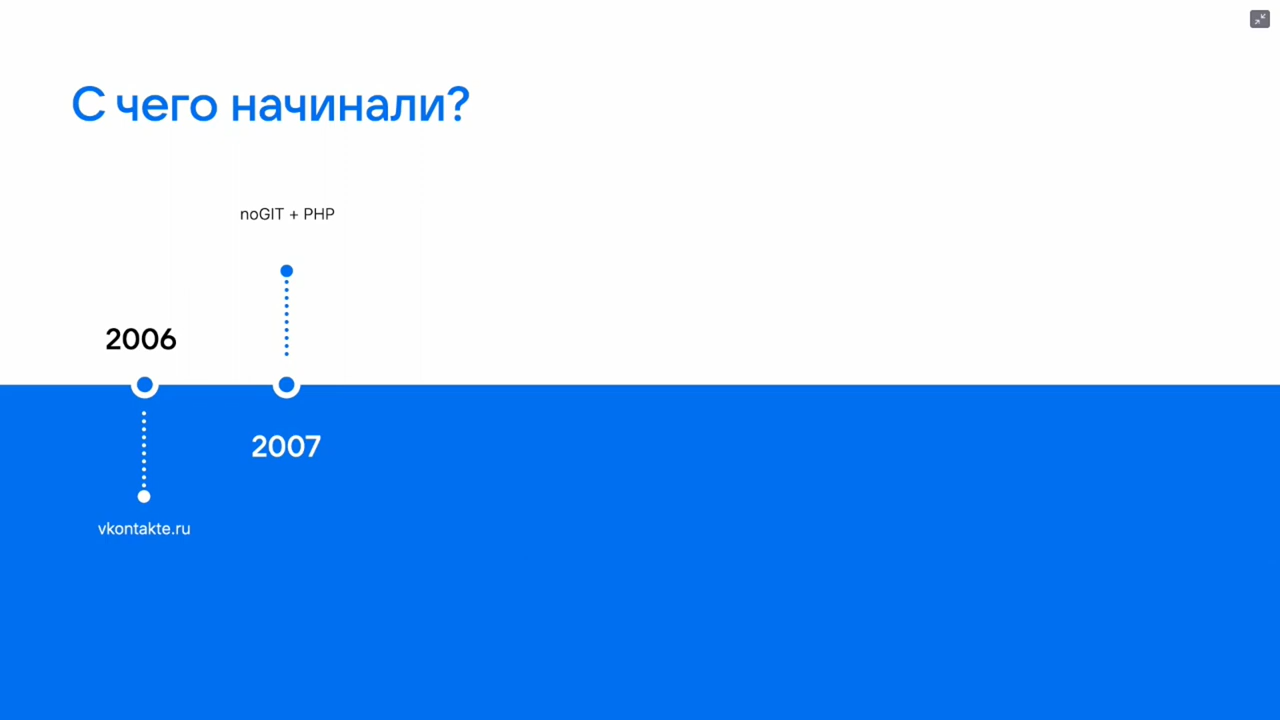 С чего начинали?
noGIT + PHP
2006
2007
vkontakte.ru